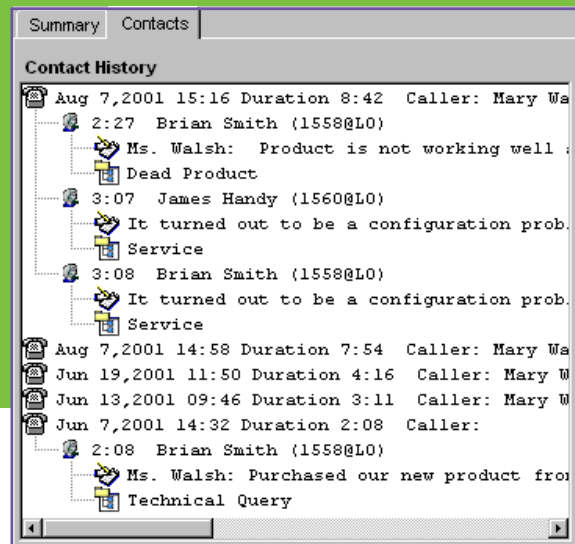 Summary Contacts
Contact History
Aug 7,2001 15:16 Duration 8:42 Caller: Mary Wa
2:27 Brian Smith (1558@L0)
Ms. Walsh: Product is not working well
Dead Product
3:07 James Handy (1560@L0)
It turned out to be a configuration prob.
Service
3:08 Brian Smith (1558@L0)
It turned out to be a configuration prob.
Service
Aug 7,2001 14:58 Duration 7:54 Caller: Mary Wa
Jun 19,2001 11:50 Duration 4:16 Caller: Mary W
Jun 13,2001 09:46 Duration 3:11 Caller: Mary W
Jun 7,2001 14:32 Duration 2:08 Caller:
2:08 Brian Smith (1558@L0)
Ms. Walsh: Purchased our new product from
Technical Query